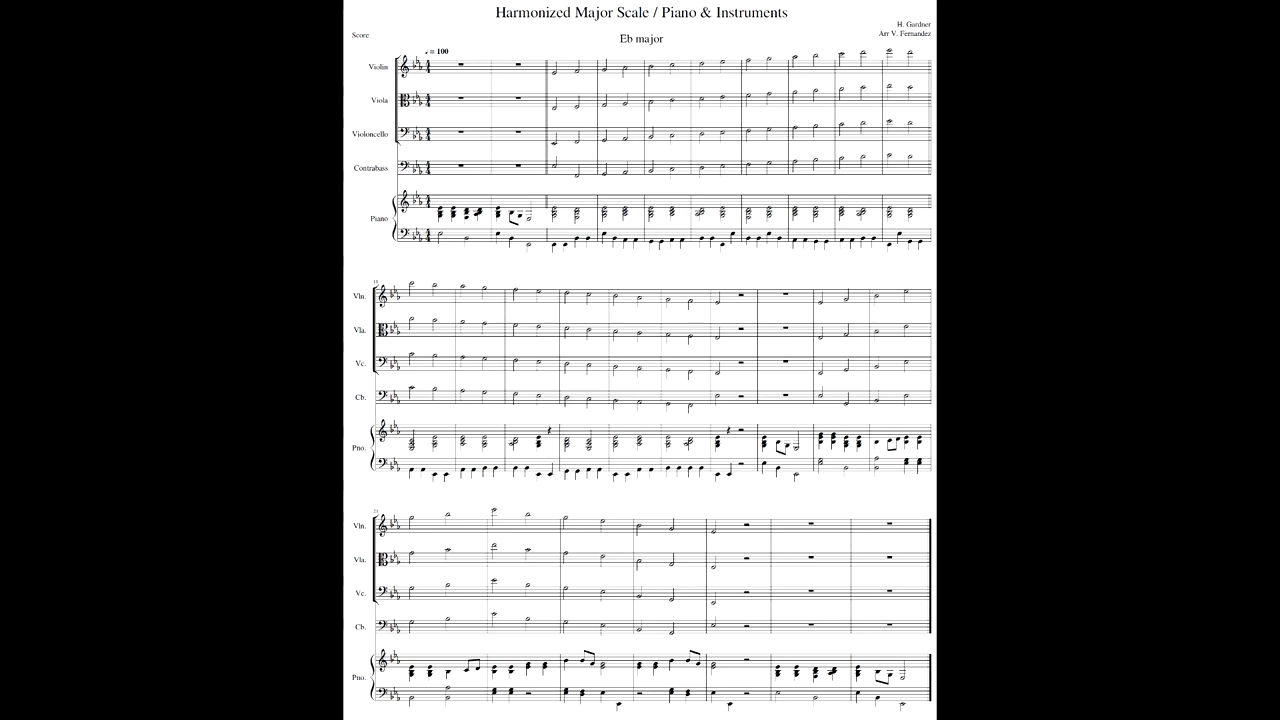 Harmonized Major Scale / Piano & Instruments
H. Gardner
Score
Arr V. Fernandez
Eb major
= 100
Violin
Viola
Violoncello
Contrabass
Piano
Vln.
Vla.
Vc.
Cb.
Pno.
21
Vln.
Vla.
Vc.
Cb.
Pno.